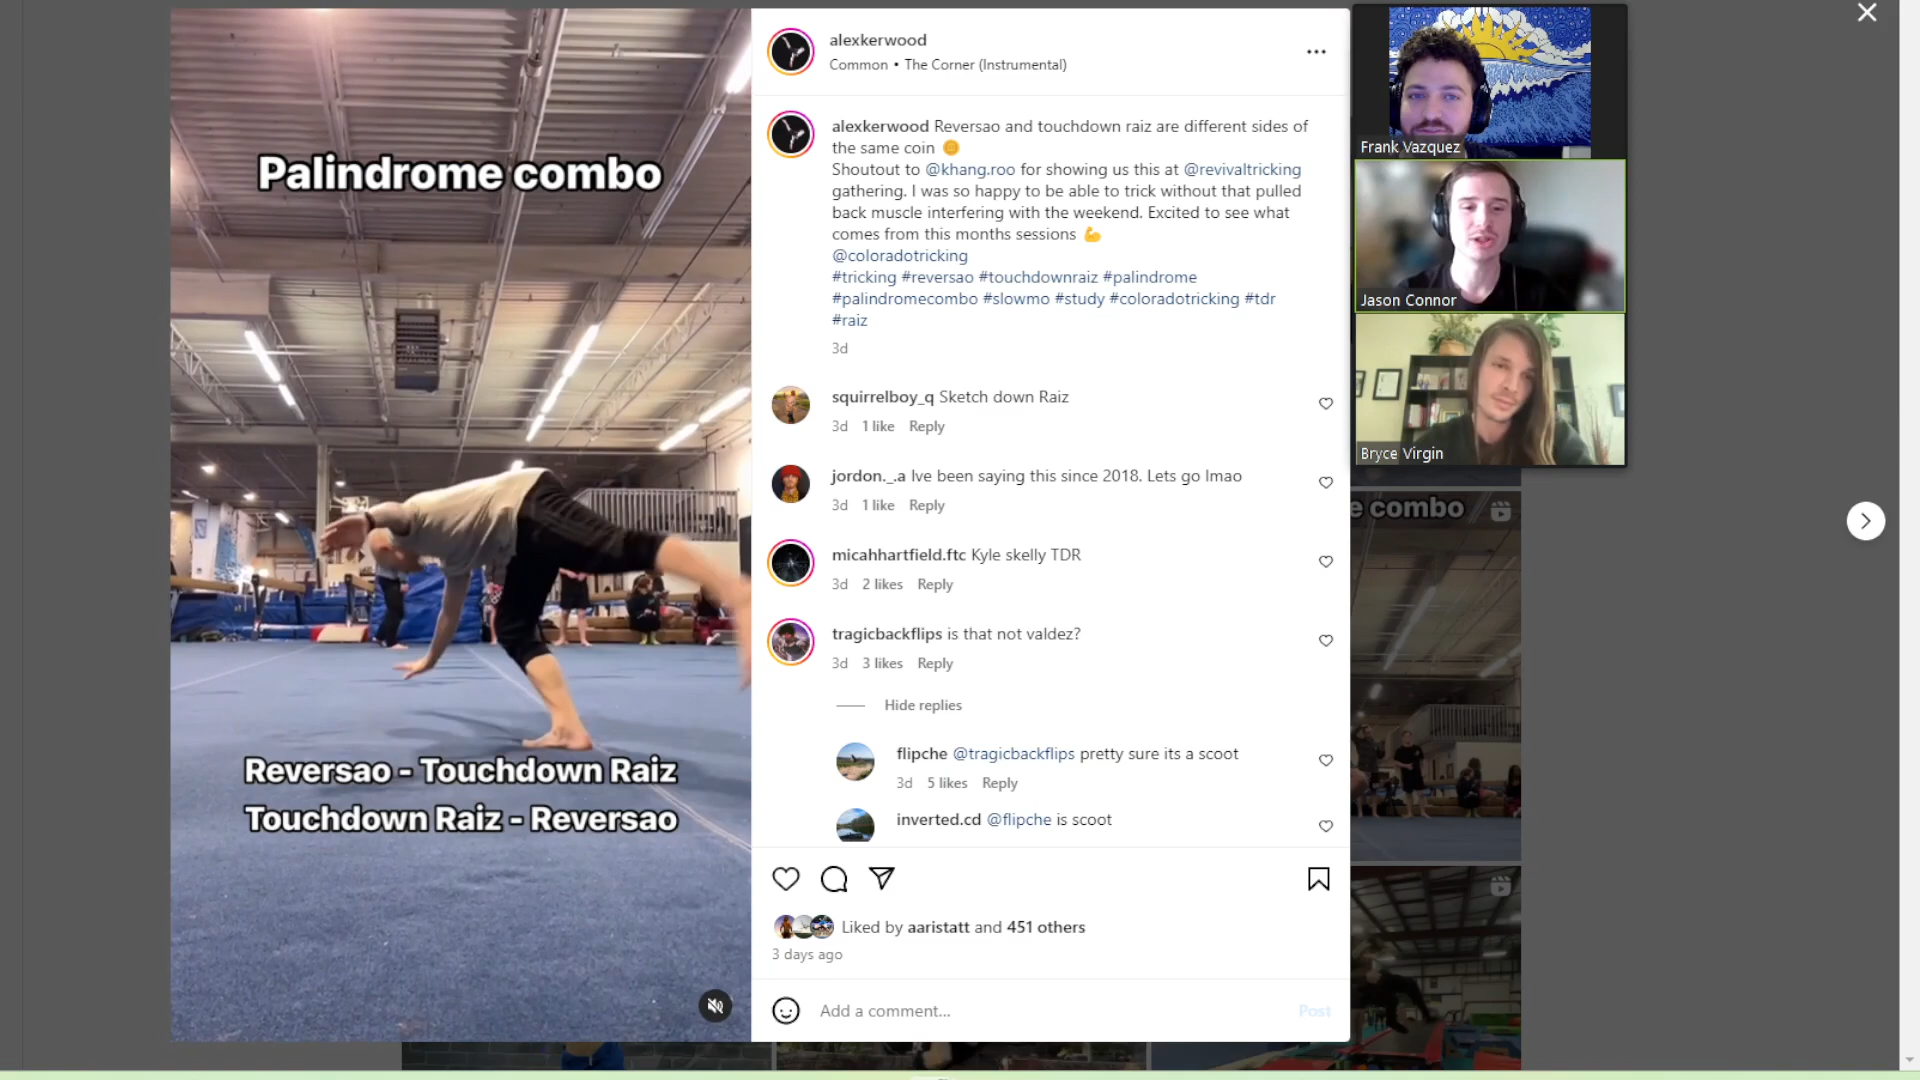 Palindrome combo
Reversao - Touchdown Raiz
Touchdown Raiz - Reversao
alexkerwood
Common • The Corner (Instrumental)
alexkerwood Reversao and touchdown raiz are different sides of
the same coin
Shoutout to @khang.roo for showing us this at @revivaltricking
gathering. I was so happy to be able to trick without that pulled
back muscle interfering with the weekend. Excited to see what
comes from this months sessions
@coloradotricking
#tricking #reversao #touchdownraiz #palindrome
#palindromecombo #slowmo #study #coloradotricking #tdr
#raiz
3d
squirrelboy_q Sketch down Raiz
3d 1 like Reply
jordon._.a Ive been saying this since 2018. Lets go lmao
3d 1 like Reply
micahhartfield.ftc Kyle skelly TDR
3d 2 likes Reply
tragicbackflips is that not valdez?
3d 3 likes Reply
Hide replies
flipche @tragicbackflips pretty sure its a scoot
3d 5 likes Reply
inverted.cd @flipche is scoot
Liked by aaristatt and 451 others
3 days ago
Add a comment...
Post
Frank Vazquez
Jason Connor
Bryce Virgin
e combo